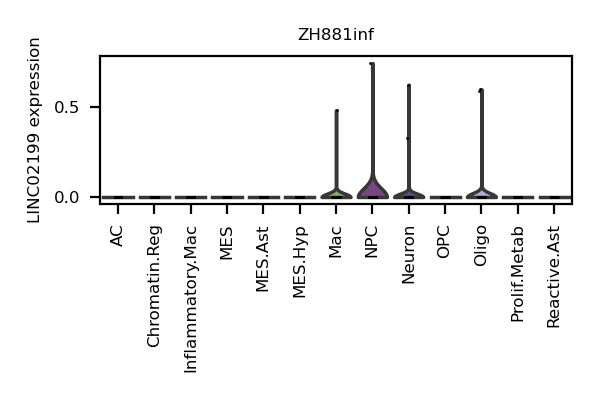 ZH881inf
LINC02199 expression
0.5
0.0
AC
Chromatin.Reg
Inflammatory.Mac
MES
MES.Ast
MES.Hyp
Mac
NPC
Neuron
OPC
Oligo
Prolif.Metab
Reactive.Ast